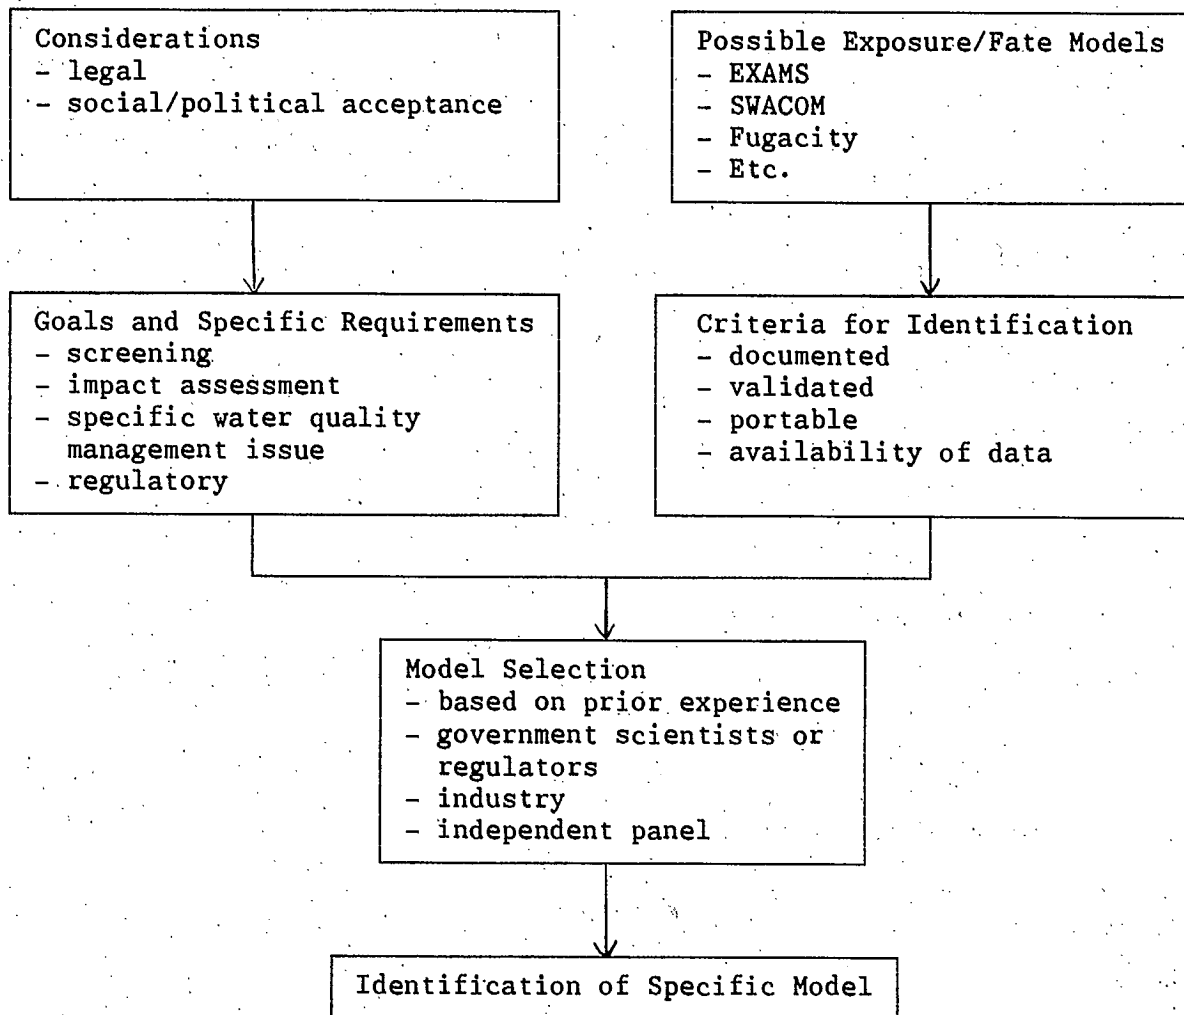 Considerations
- legal
- social/political acceptance
Possible Exposure/Fate Models
- EXAMS
- SWACOM
- Fugacity
- Etc.
Goals and Specific Requirements
- screening
- impact assessment
- specific water quality
management issue
- regulatory
Criteria for Identification
- documented
- validated
- portable
- availability of data
Model Selection
- based on prior experience
- government scientists or
regulators
- industry
- independent panel
Identification of Specific Model